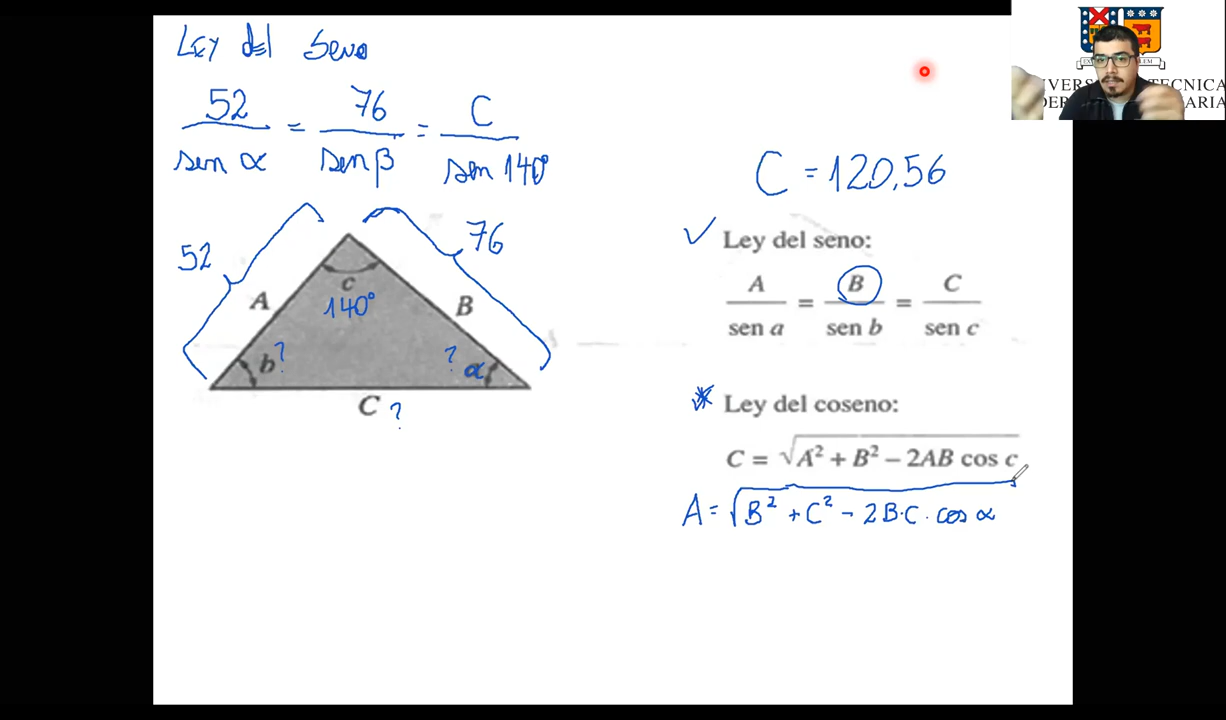 Ley del Seno
52 / sen α = 76 / sen β = C / sen 140°
C = 120,56
52
76
A
c
140°
B
b ?
? α
C ?
✓ Ley del seno:
A / sen a = B / sen b = C / sen c
* Ley del coseno:
C = √A² + B² − 2AB cos c
A = √B² + C² − 2B·C · cos α